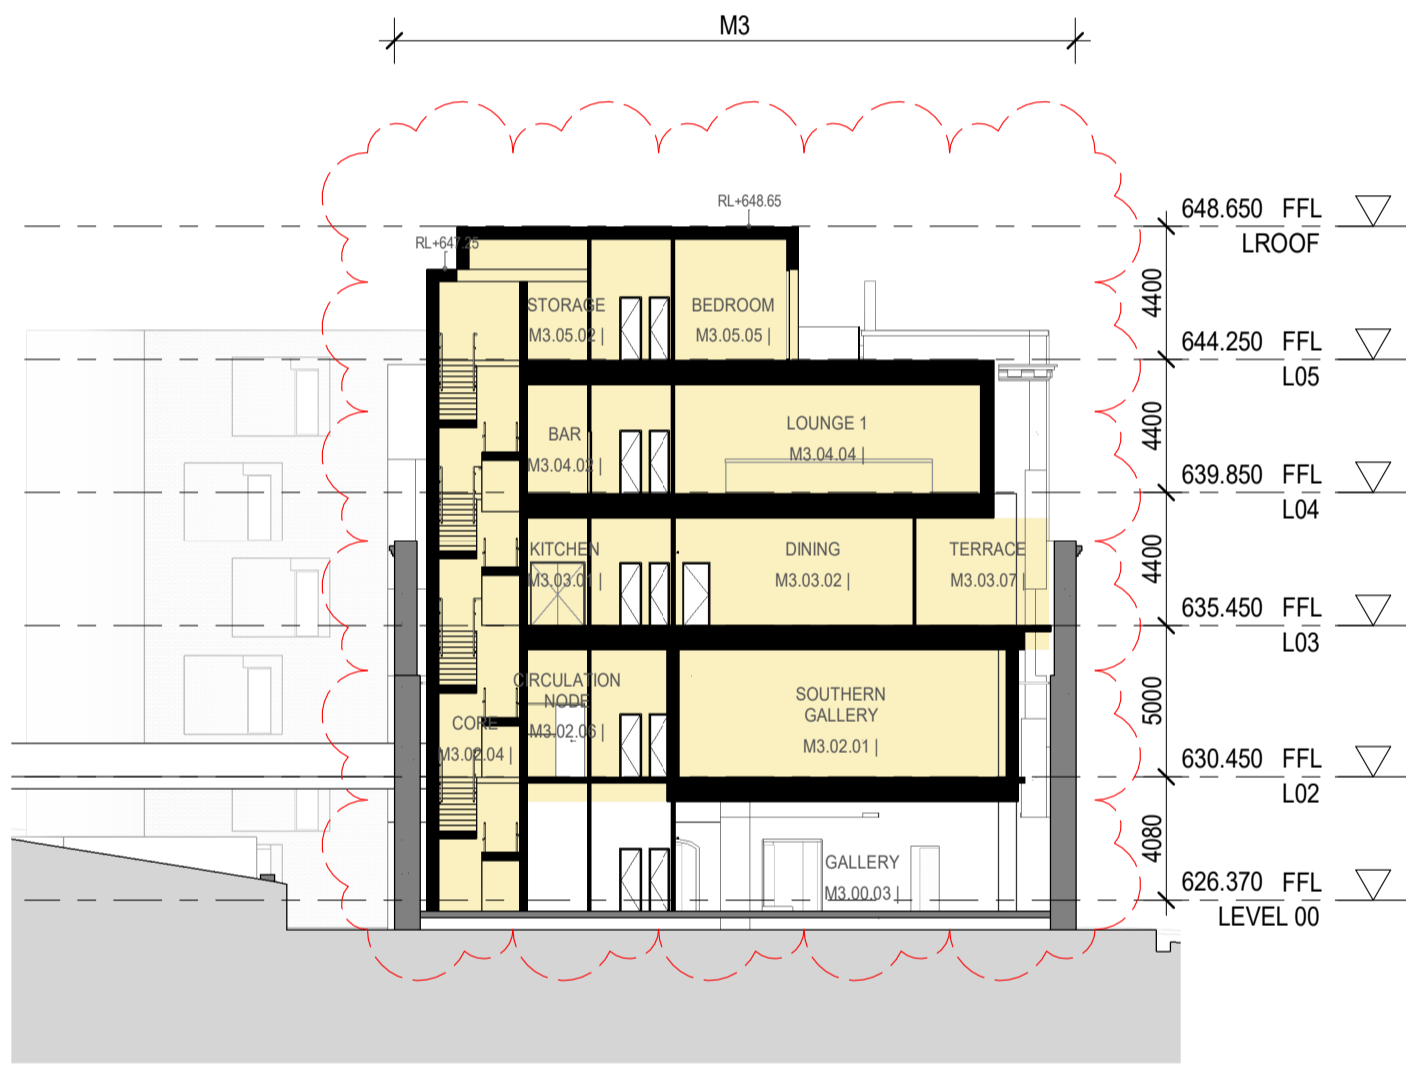 M3
RL+648.65
RL+647.25
648.650 FFL
LROOF
4400
STORAGE
M3.05.02 |
BEDROOM
M3.05.05 |
644.250 FFL
L05
4400
BAR
M3.04.02 |
LOUNGE 1
M3.04.04 |
639.850 FFL
L04
4400
KITCHEN
M3.03.01 |
DINING
M3.03.02 |
TERRACE
M3.03.07 |
635.450 FFL
L03
5000
CIRCULATION
NODE
M3.02.06 |
CORE
M3.02.04 |
SOUTHERN
GALLERY
M3.02.01 |
630.450 FFL
L02
4080
GALLERY
M3.00.03 |
626.370 FFL
LEVEL 00